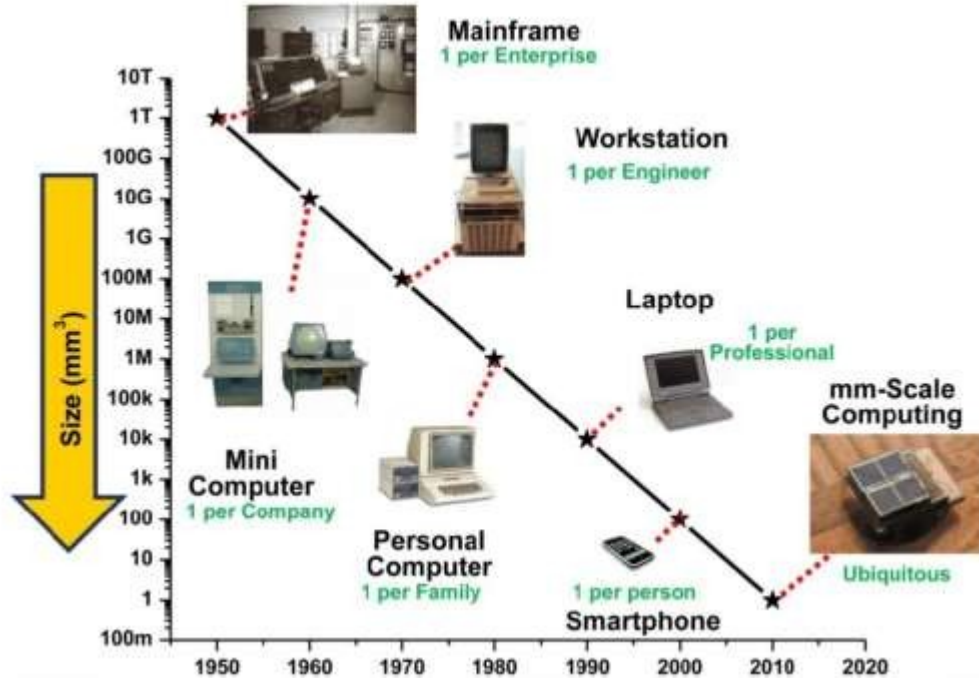 Mainframe
1 per Enterprise
Workstation
1 per Engineer
Laptop
1 per
Professional
mm-Scale
Computing
Ubiquitous
Mini
Computer
1 per Company
Personal
Computer
1 per Family
1 per person
Smartphone
Size (mm³)
10T
1T
100G
10G
1G
100M
10M
1M
100k
10k
1k
100
10
1
100m
1950
1960
1970
1980
1990
2000
2010
2020